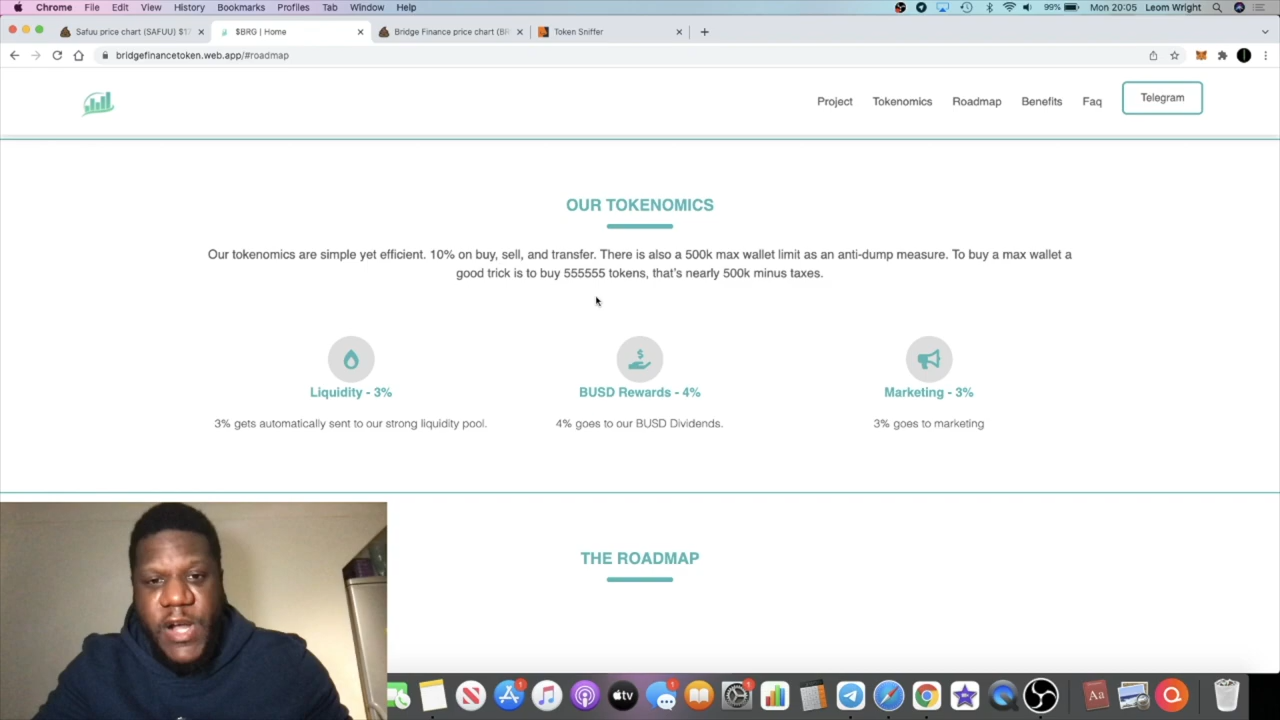 Chrome File Edit View History Bookmarks Profiles Tab Window Help 99% Mon 20:05 Leom Wright
Safuu price chart (SAFUU) $1 $BRG | Home Bridge Finance price chart (BR Token Sniffer
bridgefinancetoken.web.app/#roadmap
Project Tokenomics Roadmap Benefits Faq Telegram
OUR TOKENOMICS
Our tokenomics are simple yet efficient. 10% on buy, sell, and transfer. There is also a 500k max wallet limit as an anti-dump measure. To buy a max wallet a
good trick is to buy 555555 tokens, that's nearly 500k minus taxes.
Liquidity - 3% BUSD Rewards - 4% Marketing - 3%
3% gets automatically sent to our strong liquidity pool. 4% goes to our BUSD Dividends. 3% goes to marketing
THE ROADMAP
tv
Aa